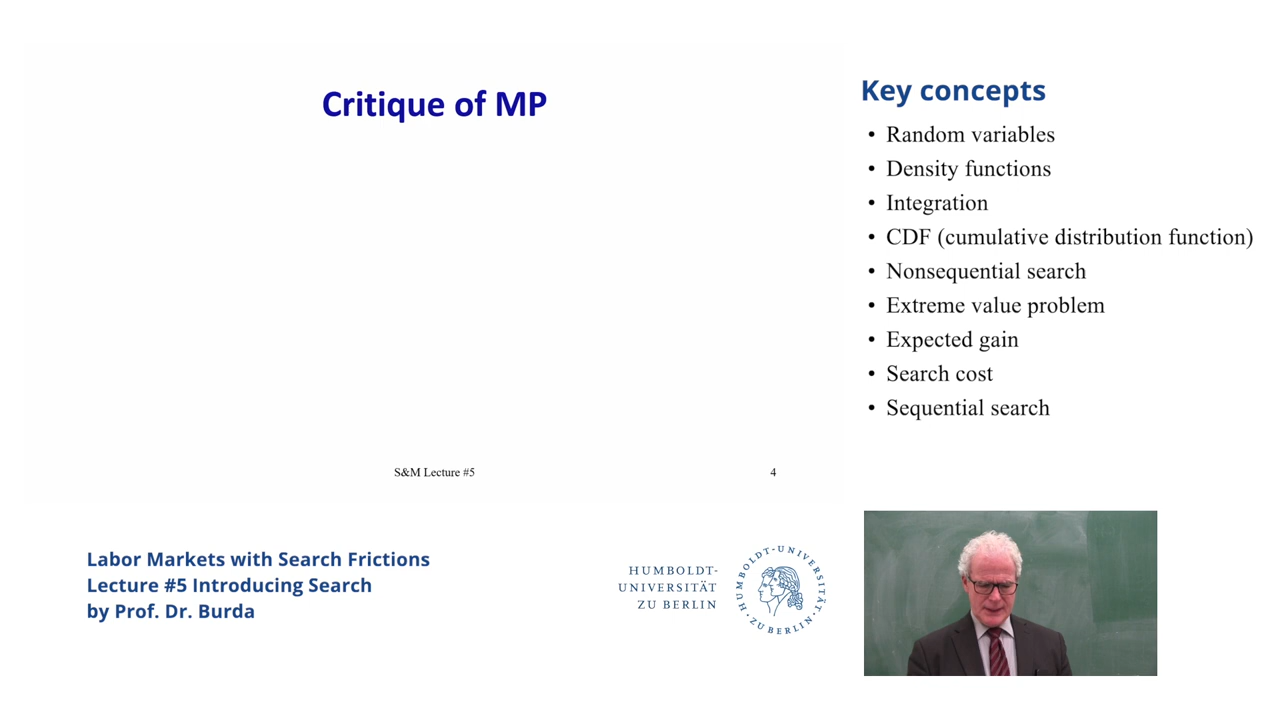 Critique of MP
S&M Lecture #5
4
Key concepts
• Random variables
• Density functions
• Integration
• CDF (cumulative distribution function)
• Nonsequential search
• Extreme value problem
• Expected gain
• Search cost
• Sequential search
Labor Markets with Search Frictions
Lecture #5 Introducing Search
by Prof. Dr. Burda
HUMBOLDT-
UNIVERSITÄT
ZU BERLIN
HUMBOLDT-UNIVERSITÄT
ZU BERLIN